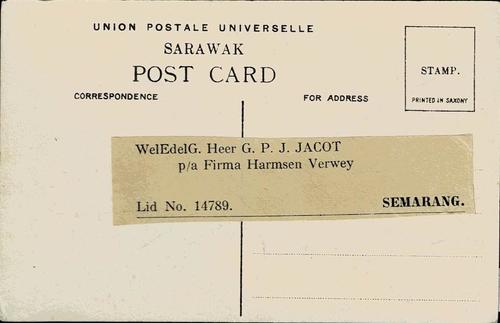 UNION POSTALE UNIVERSELLE
SARAWAK
POST CARD
CORRESPONDENCE
FOR ADDRESS
STAMP.
PRINTED IN SAXONY
WelEdelG. Heer G. P. J. JACOT
p/a Firma Harmsen Verwey
Lid No. 14789.
SEMARANG.